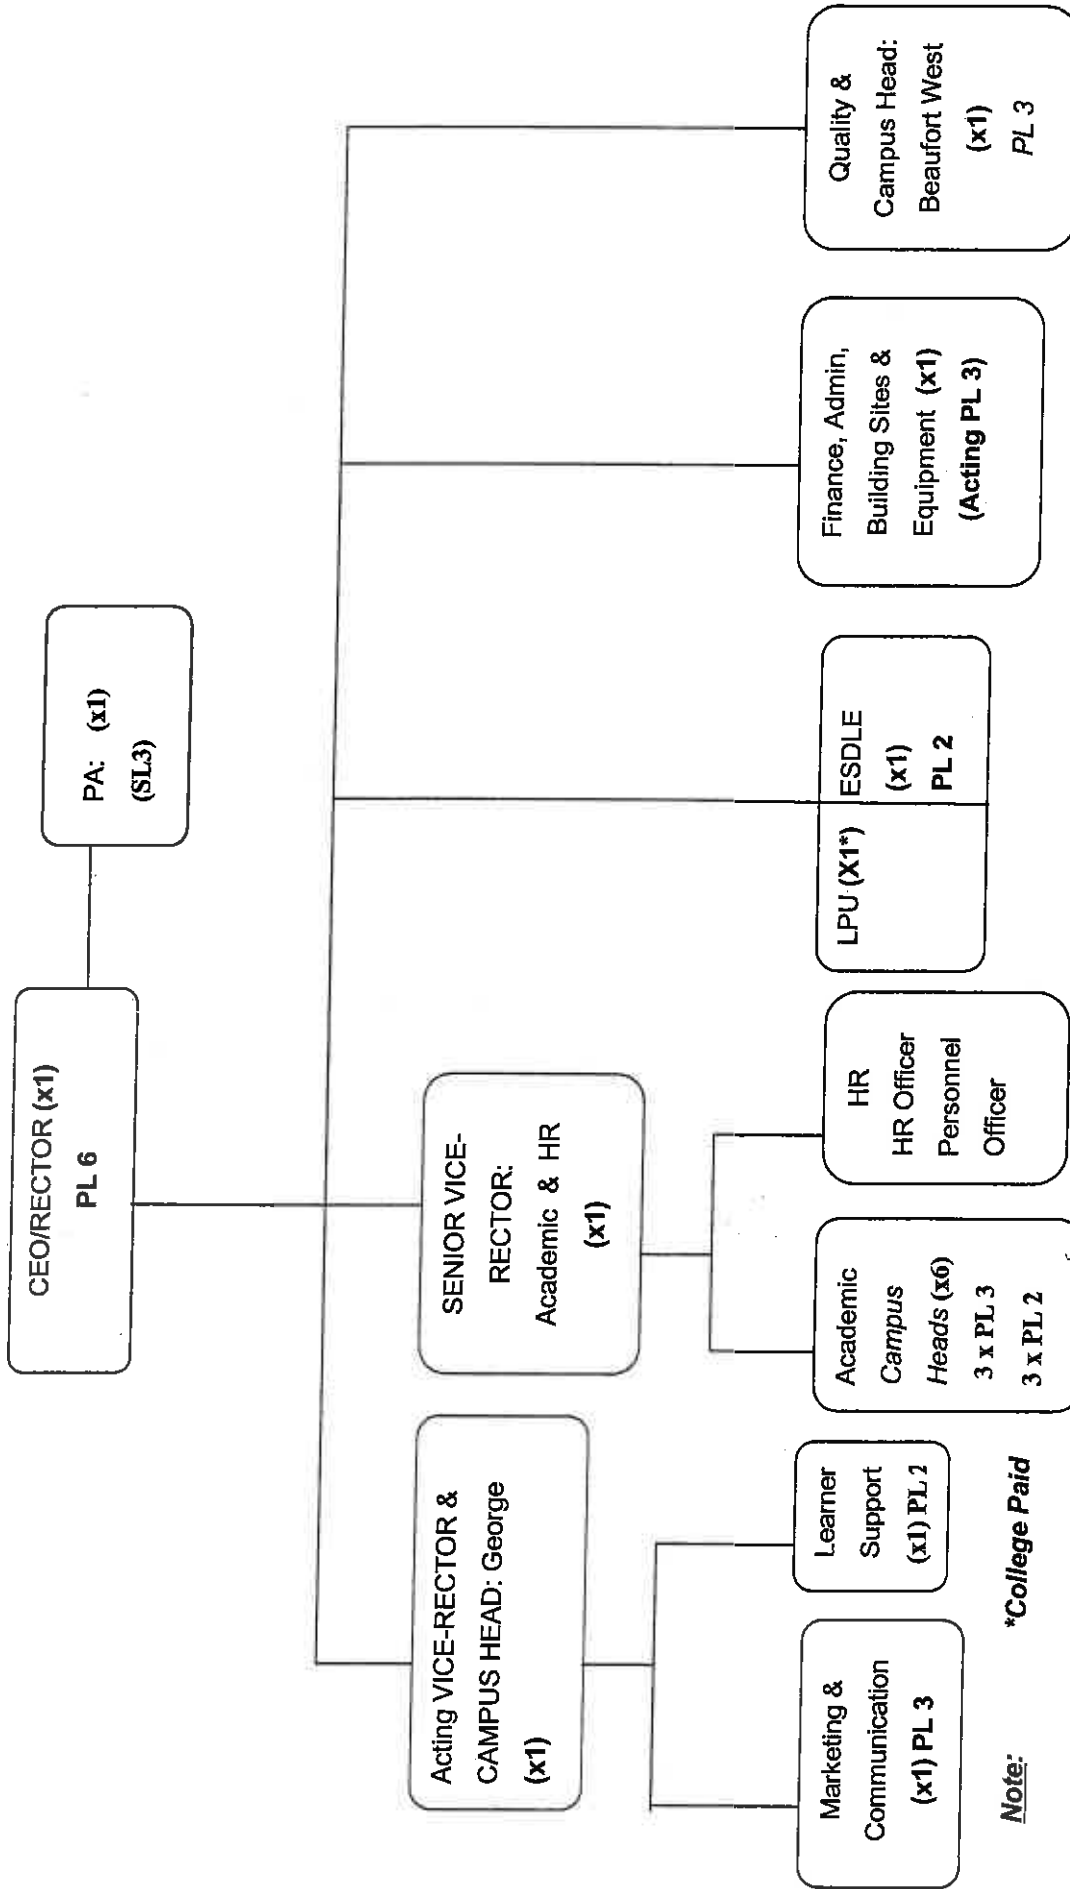 CEO/RECTOR (x1)
PL 6
PA: (x1)
(SL3)
Acting VICE-RECTOR &
CAMPUS HEAD: George
(x1)
SENIOR VICE-
RECTOR:
Academic & HR
(x1)
Marketing &
Communication
(x1) PL 3
Learner
Support
(x1) PL 2
Academic
Campus
Heads (x6)
3 x PL 3
3 x PL 2
HR
HR Officer
Personnel
Officer
LPU (X1*)
ESDLE
(x1)
PL 2
Finance, Admin,
Building Sites &
Equipment (x1)
(Acting PL 3)
Quality &
Campus Head:
Beaufort West
(x1)
PL 3
Note: *College Paid